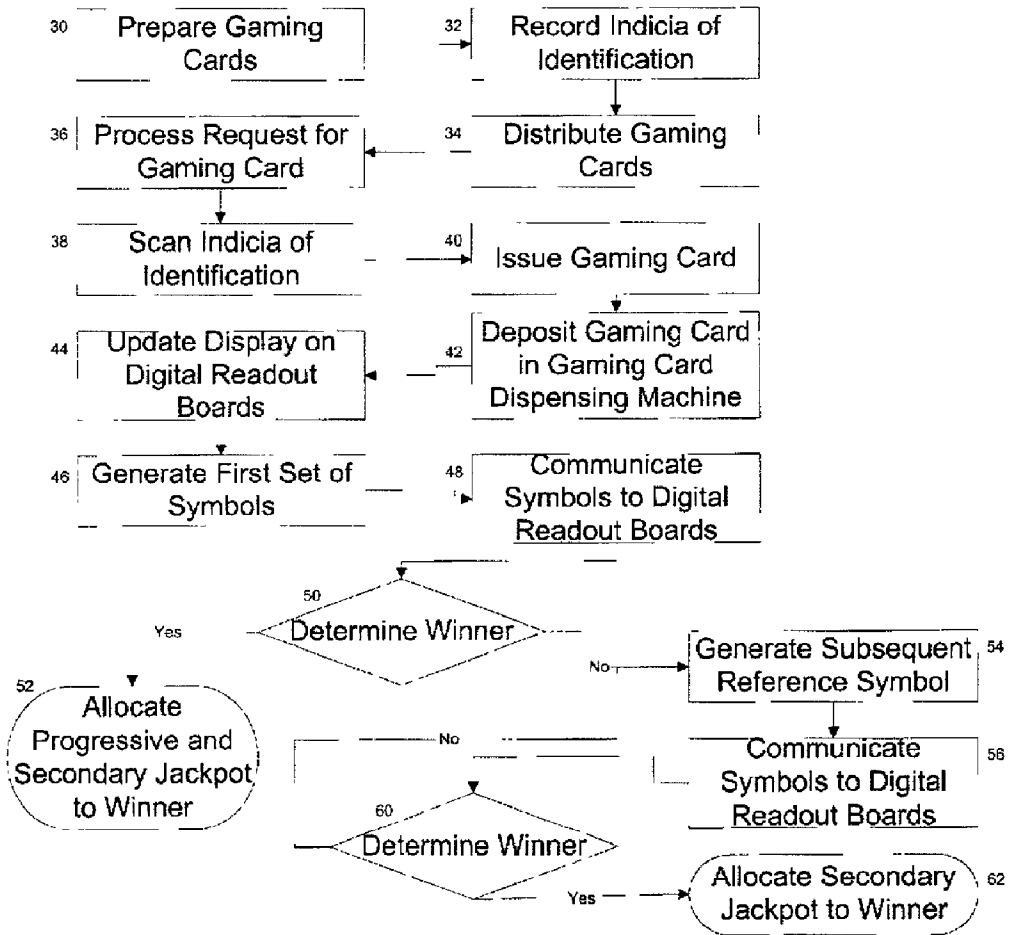 30
Prepare Gaming
Cards
32
Record Indicia of
Identification
36
Process Request for
Gaming Card
34
Distribute Gaming
Cards
38
Scan Indicia of
Identification
40
Issue Gaming Card
44
Update Display on
Digital Readout
Boards
42
Deposit Gaming Card
in Gaming Card
Dispensing Machine
46
Generate First Set of
Symbols
48
Communicate
Symbols to Digital
Readout Boards
50
Determine Winner
Yes
No
52
Allocate
Progressive and
Secondary Jackpot
to Winner
Generate Subsequent
Reference Symbol
54
No
Communicate
Symbols to Digital
Readout Boards
56
60
Determine Winner
Yes
Allocate Secondary
Jackpot to Winner
62